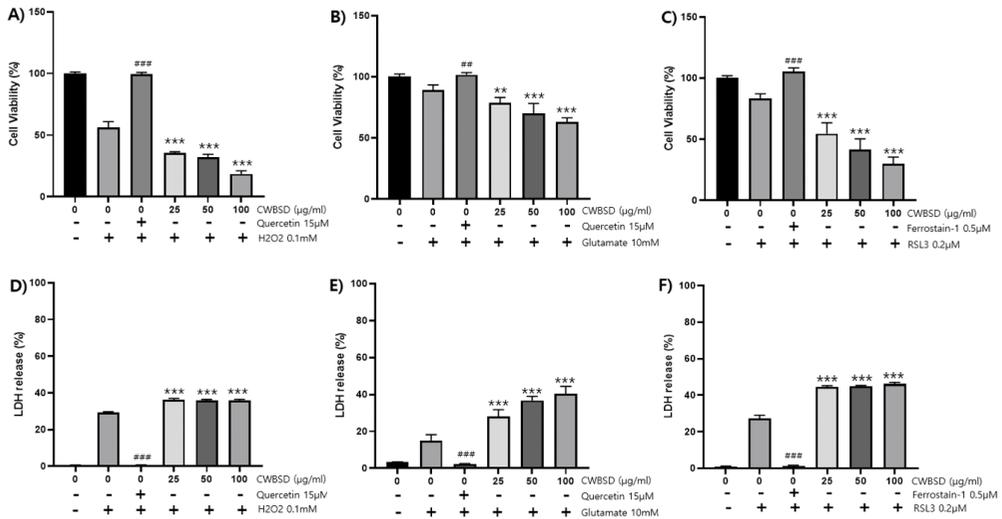 A)
Cell Viability (%)
150
100
50
0
###
***
***
***
0 0 0 25 50 100 CWBSD (μg/ml)
- - + - - - Quercetin 15μM
- + + + + + H2O2 0.1mM
B)
Cell Viability (%)
150
100
50
0
##
**
***
***
0 0 0 25 50 100 CWBSD (μg/ml)
- - + - - - Quercetin 15μM
- + + + + + Glutamate 10mM
C)
Cell Viability (%)
150
100
50
0
###
***
***
***
0 0 0 25 50 100 CWBSD (μg/ml)
- - + - - - Ferrostain-1 0.5μM
- + + + + + RSL3 0.2μM
D)
LDH release (%)
100
80
60
40
20
0
###
***
***
***
0 0 0 25 50 100 CWBSD (μg/ml)
- - + - - - Quercetin 15μM
- + + + + + H2O2 0.1mM
E)
LDH release (%)
100
80
60
40
20
0
###
***
***
***
0 0 0 25 50 100 CWBSD (μg/ml)
- - + - - - Quercetin 15μM
- + + + + + Glutamate 10mM
F)
LDH release (%)
100
80
60
40
20
0
###
***
***
***
0 0 0 25 50 100 CWBSD (μg/ml)
- - + - - - Ferrostain-1 0.5μM
- + + + + + RSL3 0.2μM